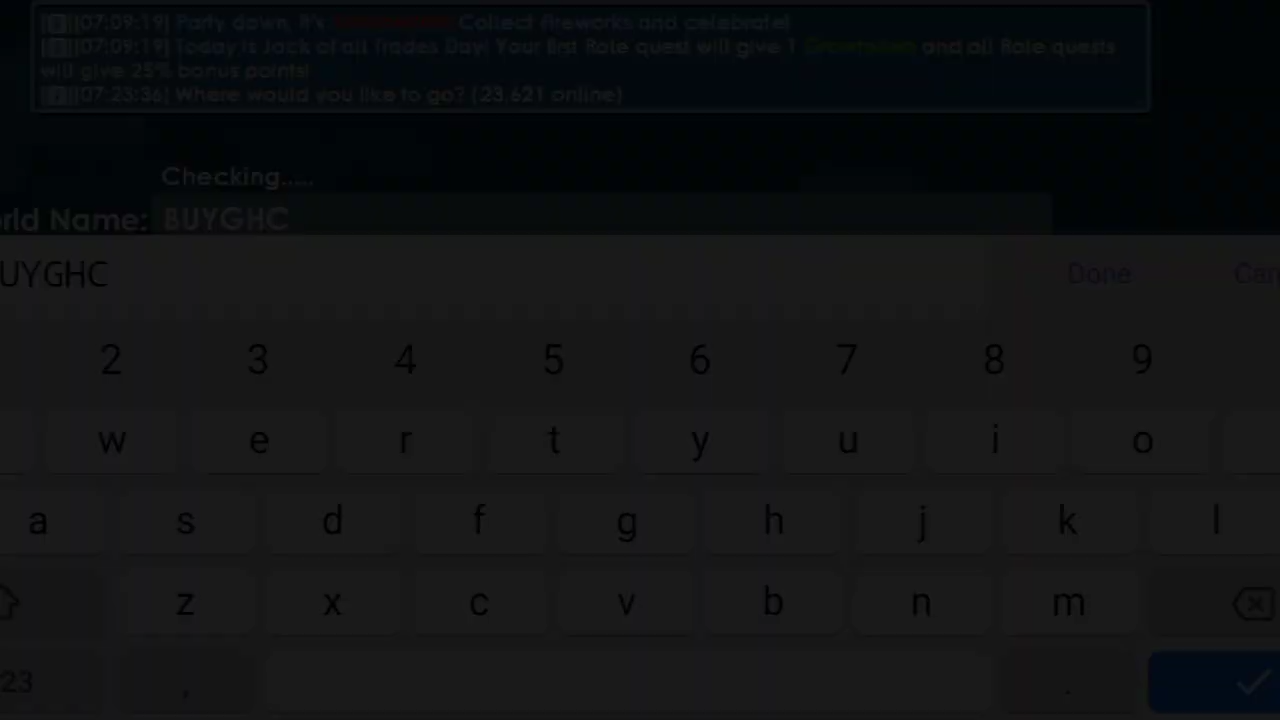 [07:09:19] Party down, it's Collect fireworks and celebrate!
[07:09:19] Today is Jack of all Trades Day! Your first Role quest will give 1 Growtoken and all Role quests
will give 25% bonus points!
[07:23:36] Where would you like to go? (23,621 online)
Checking.....
rld Name: BUYGHC
UYGHC Done Can
2 3 4 5 6 7 8 9
w e r t y u i o
a s d f g h j k l
z x c v b n m
23 , .